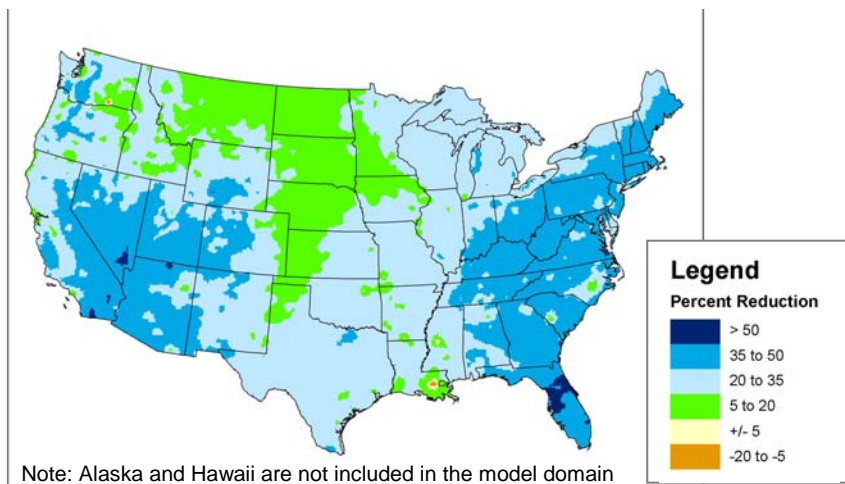 Legend
Percent Reduction
> 50
35 to 50
20 to 35
5 to 20
+/- 5
-20 to -5
Note: Alaska and Hawaii are not included in the model domain